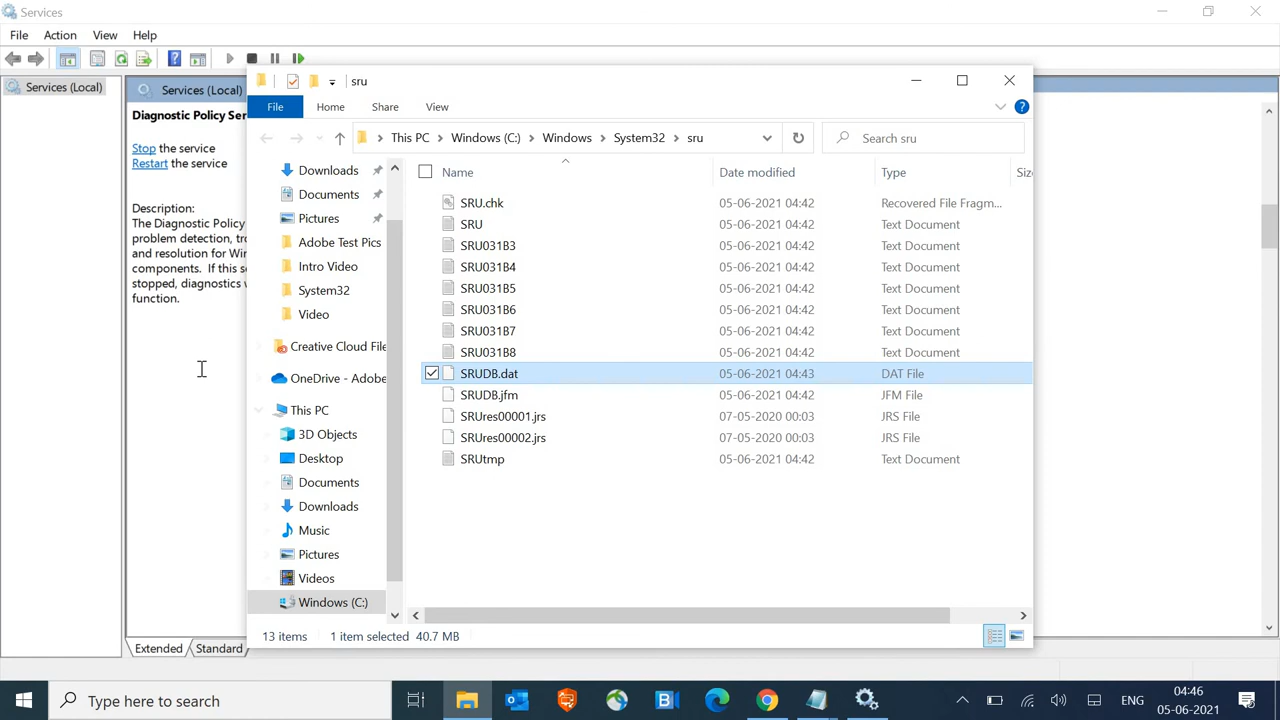 Services
File Action View Help
Services (Local)
Services (Local)
Diagnostic Policy Ser
Stop the service
Restart the service
Description:
The Diagnostic Policy
problem detection, tro
and resolution for Wir
components. If this se
stopped, diagnostics v
function.
Extended Standard
sru
File Home Share View
This PC Windows (C:) Windows System32 sru
Search sru
Downloads
Documents
Pictures
Adobe Test Pics
Intro Video
System32
Video
Creative Cloud File
OneDrive - Adobe
This PC
3D Objects
Desktop
Documents
Downloads
Music
Pictures
Videos
Windows (C:)
Name Date modified Type Siz
SRU.chk 05-06-2021 04:42 Recovered File Fragm...
SRU 05-06-2021 04:42 Text Document
SRU031B3 05-06-2021 04:42 Text Document
SRU031B4 05-06-2021 04:42 Text Document
SRU031B5 05-06-2021 04:42 Text Document
SRU031B6 05-06-2021 04:42 Text Document
SRU031B7 05-06-2021 04:42 Text Document
SRU031B8 05-06-2021 04:42 Text Document
SRUDB.dat 05-06-2021 04:43 DAT File
SRUDB.jfm 05-06-2021 04:42 JFM File
SRUres00001.jrs 07-05-2020 00:03 JRS File
SRUres00002.jrs 07-05-2020 00:03 JRS File
SRUtmp 05-06-2021 04:42 Text Document
13 items 1 item selected 40.7 MB
Type here to search
ENG
04:46
05-06-2021